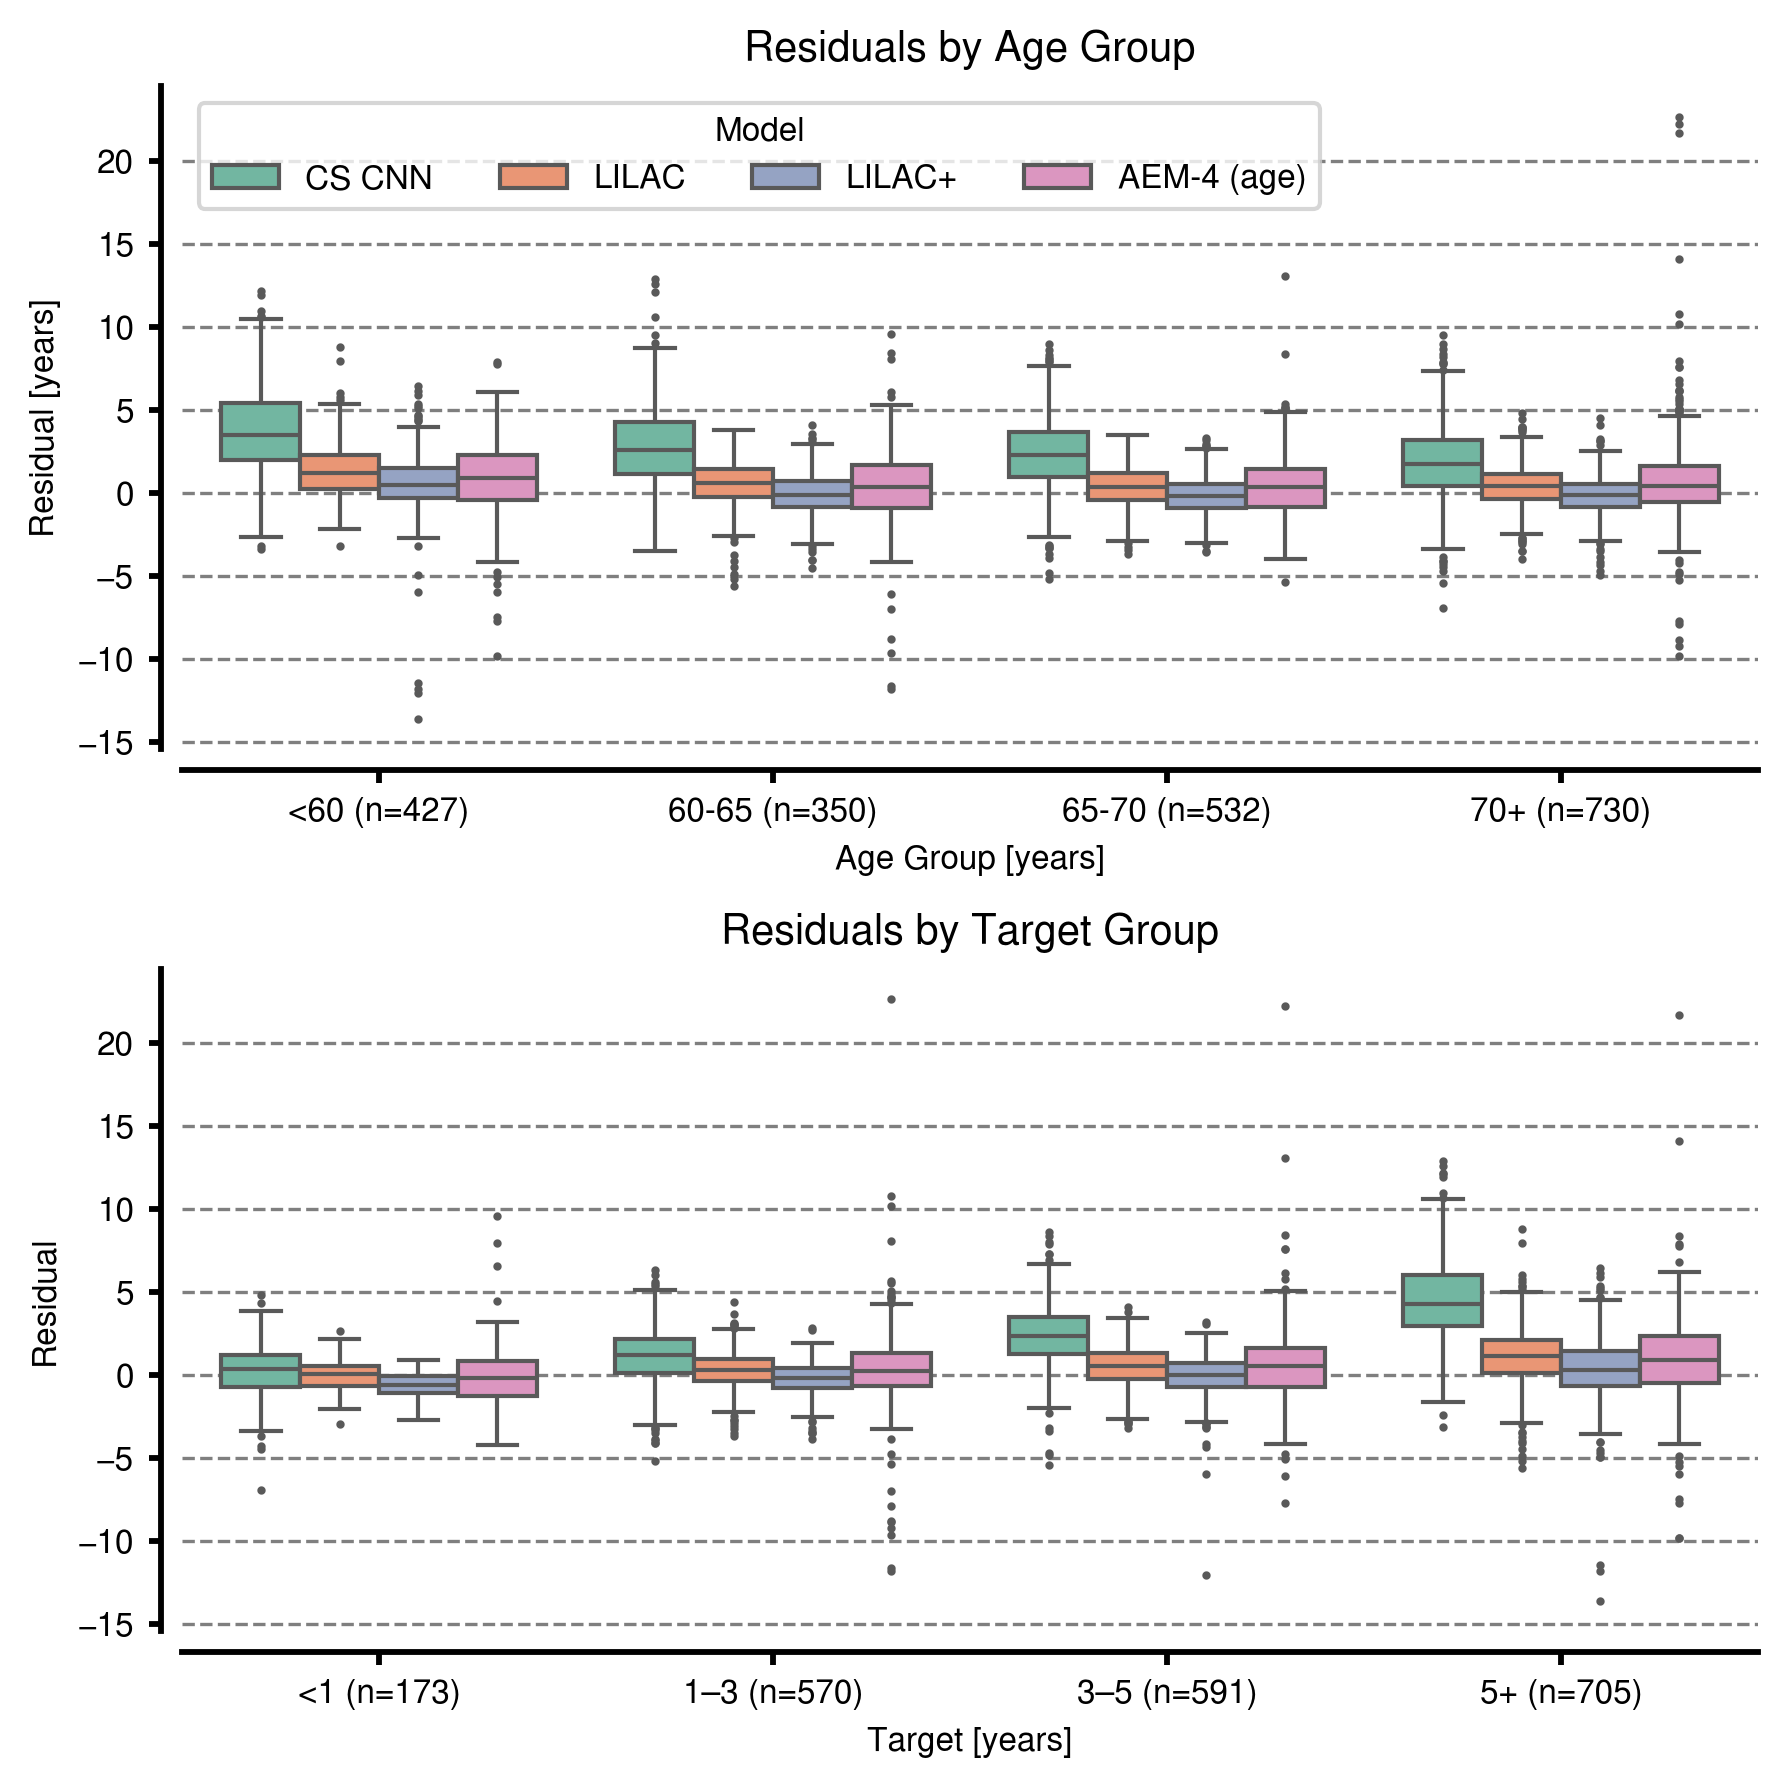 Residuals by Age Group
Model
CS CNN LILAC LILAC+ AEM-4 (age)
Residual [years]
20
15
10
5
0
−5
−10
−15
<60 (n=427) 60-65 (n=350) 65-70 (n=532) 70+ (n=730)
Age Group [years]
Residuals by Target Group
Residual
20
15
10
5
0
−5
−10
−15
<1 (n=173) 1–3 (n=570) 3–5 (n=591) 5+ (n=705)
Target [years]